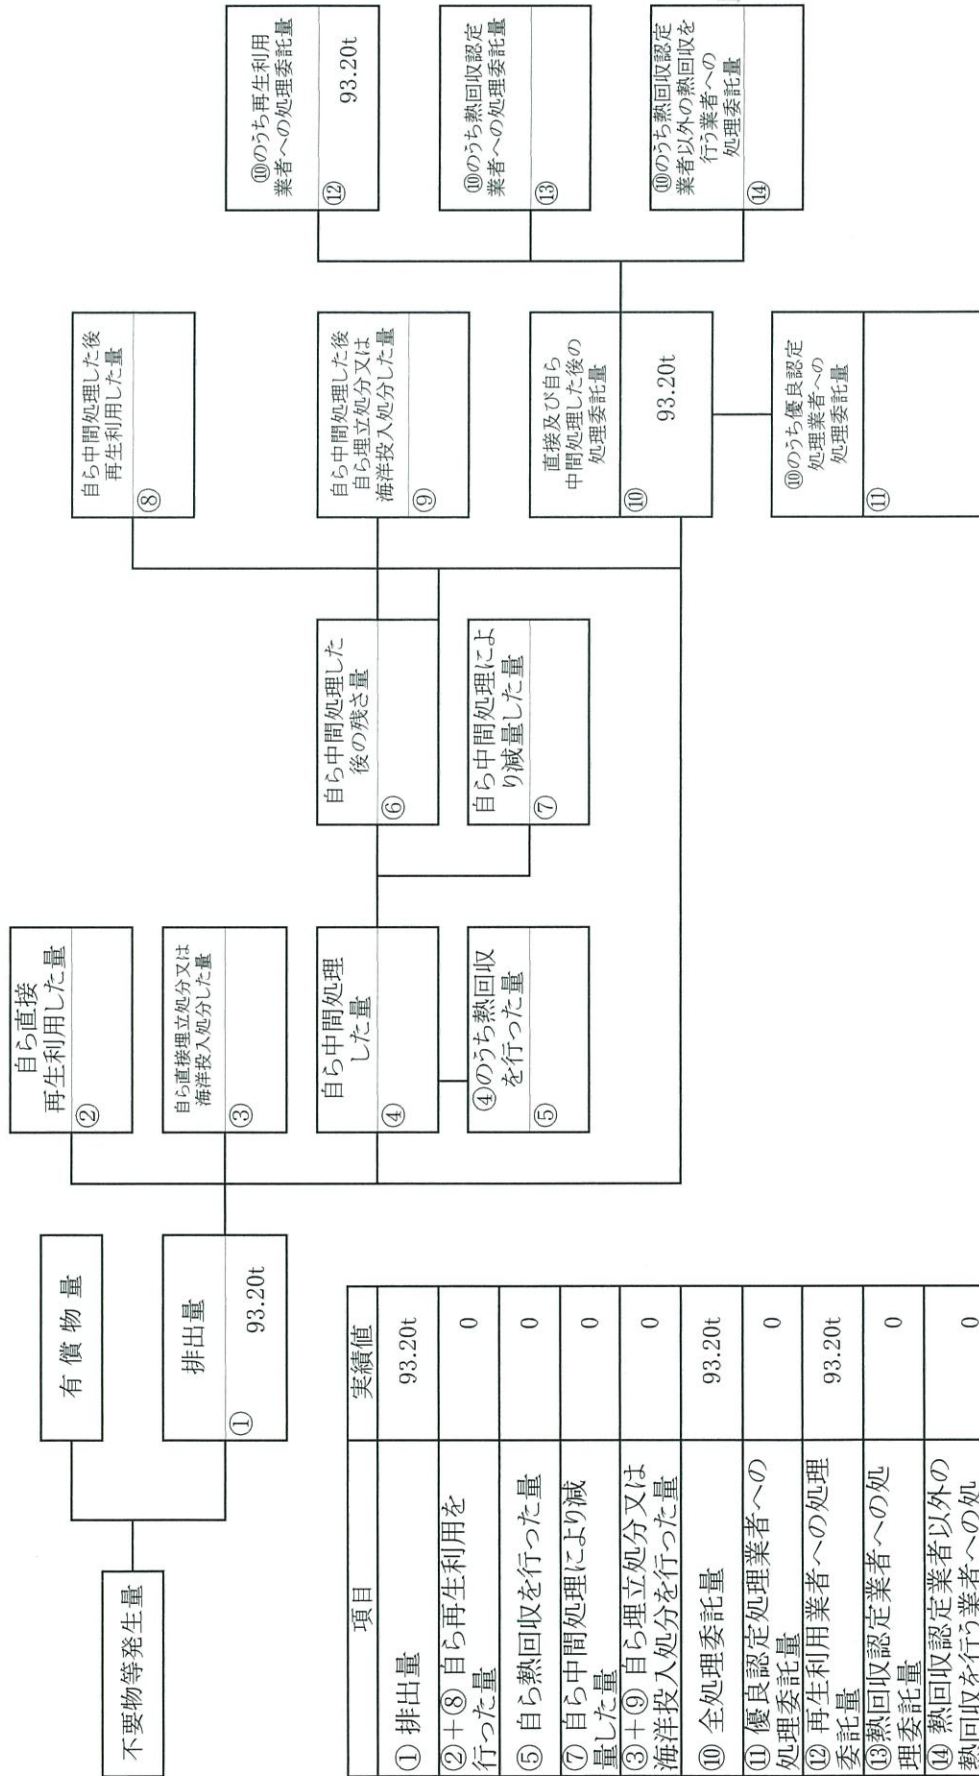 不要物等発生量
有償物量
排出量
①
93.20t
自ら直接
再生利用した量
②
自ら直接埋立処分又は
海洋投入処分した量
③
自ら中間処理
した量
④
④のうち熱回収
を行った量
⑤
自ら中間処理した
後の残さ量
⑥
自ら中間処理によ
り減量した量
⑦
自ら中間処理した後
再生利用した量
⑧
自ら中間処理した後
自ら埋立処分又は
海洋投入処分した量
⑨
直接及び自ら
中間処理した後の
処理委託量
⑩
93.20t
⑩のうち優良認定
処理業者への
処理委託量
⑪
⑩のうち再生利用
業者への処理委託量
⑫
93.20t
⑩のうち熱回収認定
業者への処理委託量
⑬
⑩のうち熱回収認定
業者以外の熱回収を
行う業者への
処理委託量
⑭
項目 実績値
① 排出量 93.20t
②+⑧ 自ら再生利用を
行った量 0
⑤ 自ら熱回収を行った量 0
⑦ 自ら中間処理により減
量した量 0
③+⑨ 自ら埋立処分又は
海洋投入処分を行った量 0
⑩ 全処理委託量 93.20t
⑪ 優良認定処理業者への
処理委託量 0
⑫ 再生利用業者への処理
委託量 93.20t
⑬熱回収認定業者への処
理委託量 0
⑭ 熱回収認定業者以外の
熱回収を行う業者への処 0